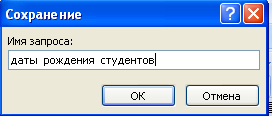 Сохранение
Имя запроса:
даты рождения студентов
ОК
Отмена